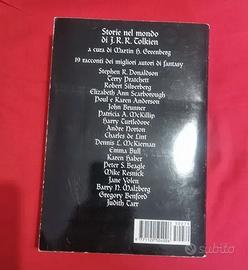 Storie nel mondo
di J. R. R. Tolkien
a cura di Martin H. Greenberg
19 racconti dei migliori autori di fantasy
Stephen R. Donaldson
Terry Pratchett
Robert Silverberg
Elizabeth Ann Scarborough
Poul e Karen Anderson
John Brunner
Patricia A. McKillip
Harry Turtledove
Andre Norton
Charles de Lint
Dennis L. McKiernan
Emma Bull
Karen Haber
Peter S. Beagle
Mike Resnick
Jane Yolen
Barry N. Malzberg
Gregory Benford
Judith Tarr
subito